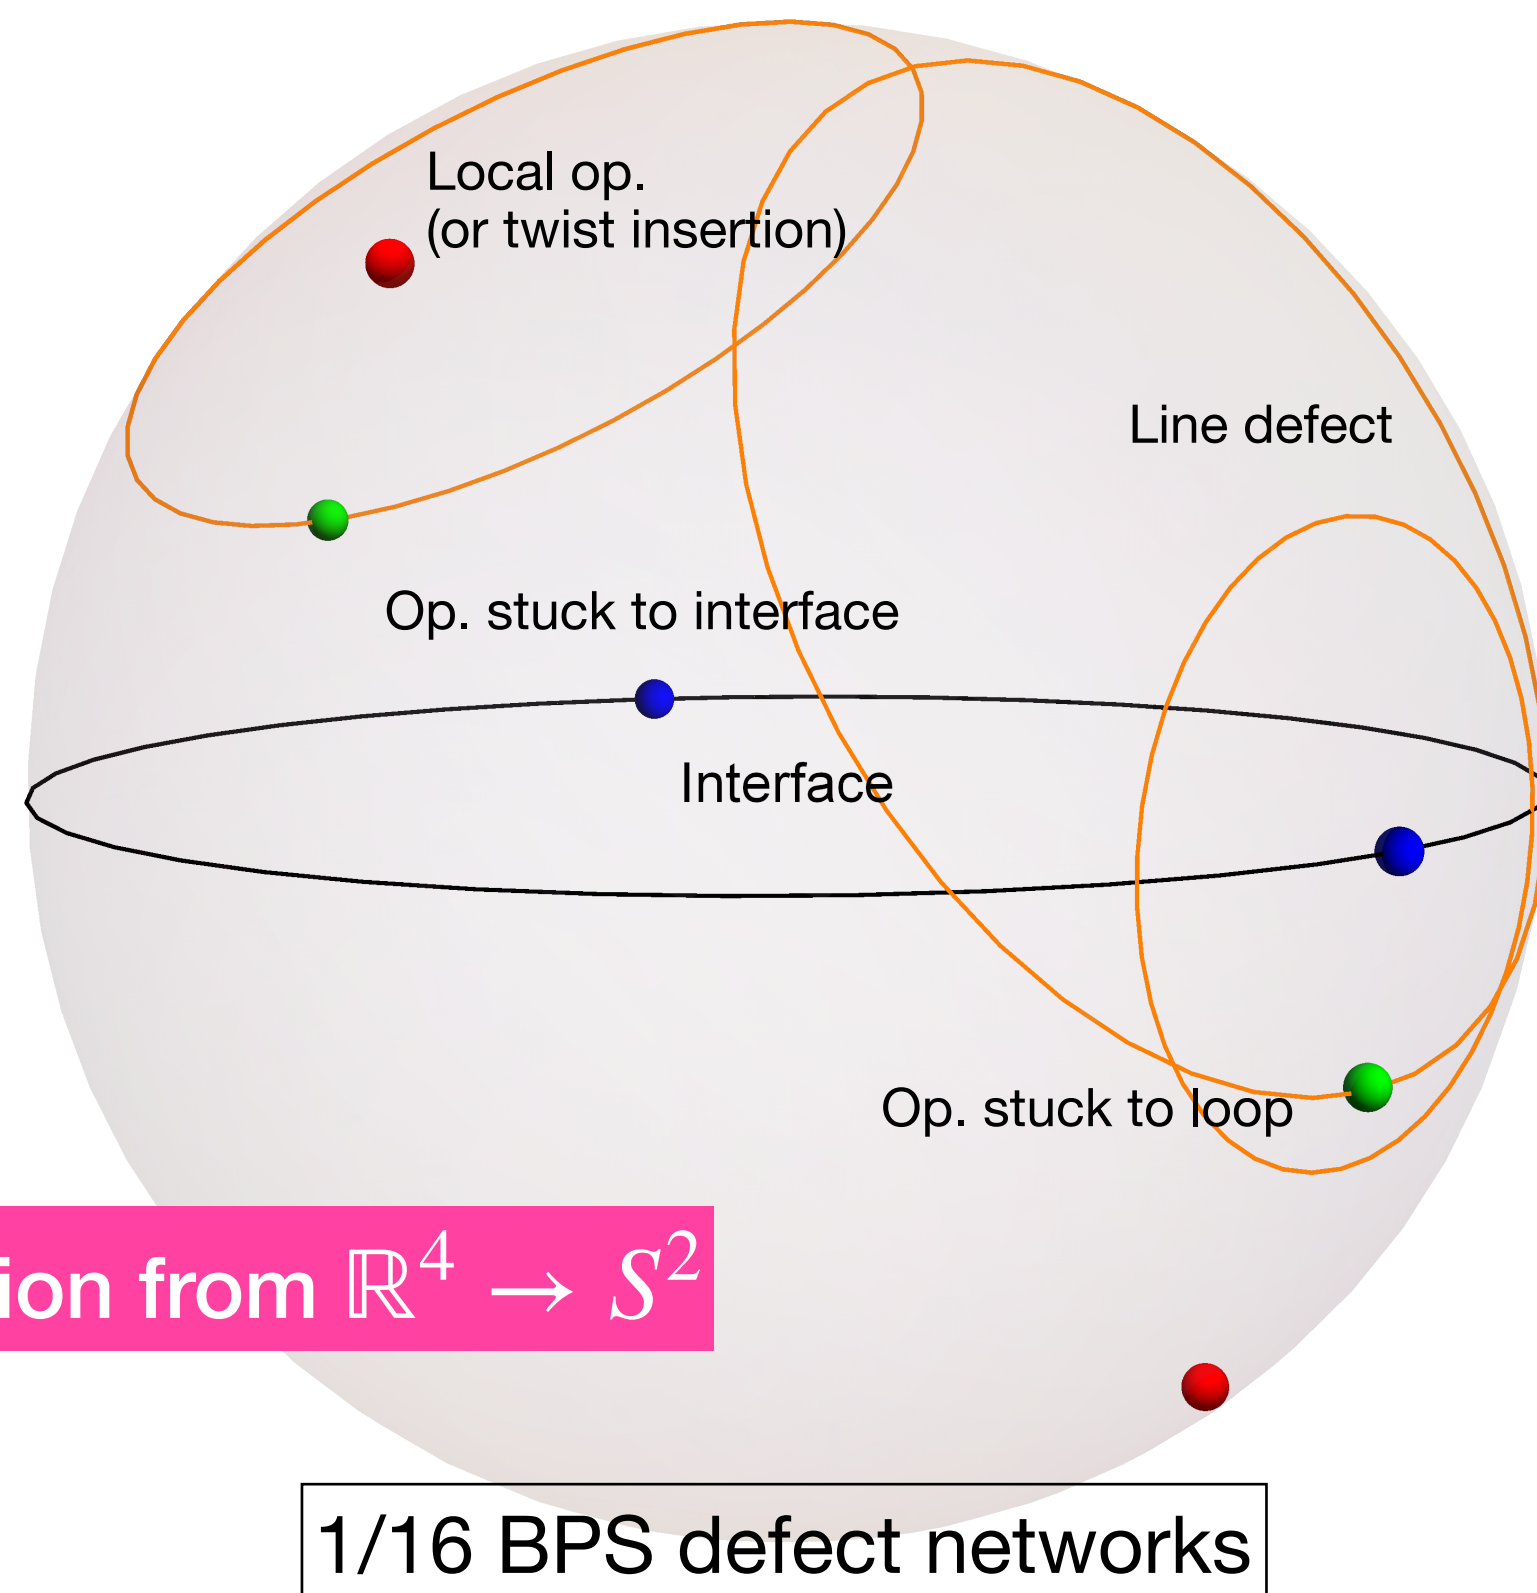 Local op.
(or twist insertion)
Line defect
Op. stuck to interface
Interface
Op. stuck to loop
ion from ℝ⁴ → S²
1/16 BPS defect networks